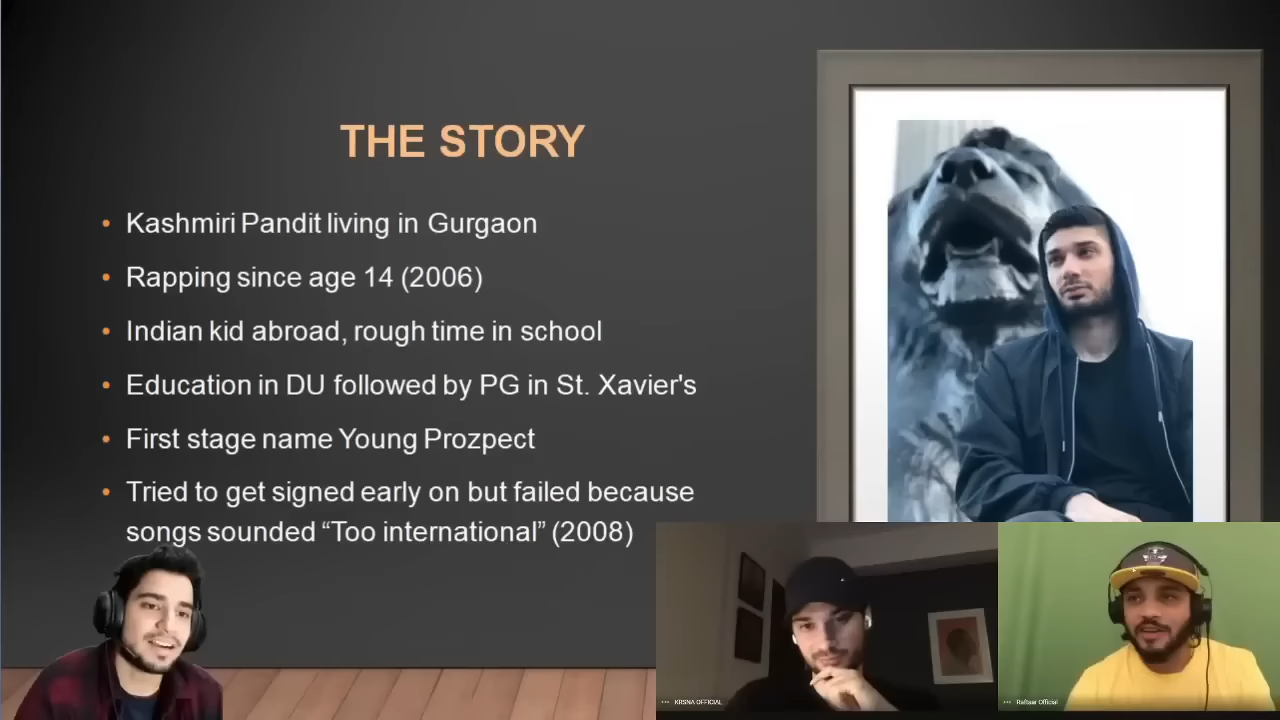 THE STORY
• Kashmiri Pandit living in Gurgaon
• Rapping since age 14 (2006)
• Indian kid abroad, rough time in school
• Education in DU followed by PG in St. Xavier's
• First stage name Young Prozpect
• Tried to get signed early on but failed because
songs sounded “Too international” (2008)
KRSNA OFFICIAL
Raftaar Official